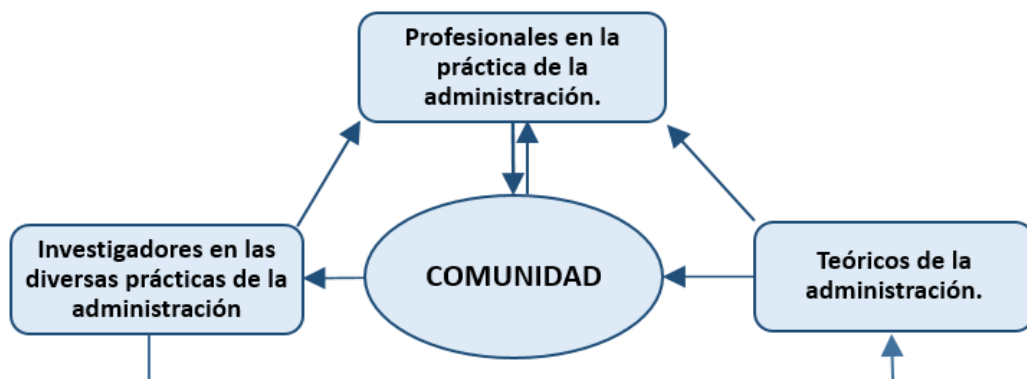 Profesionales en la
práctica de la
administración.
Investigadores en las
diversas prácticas de la
administración
COMUNIDAD
Teóricos de la
administración.